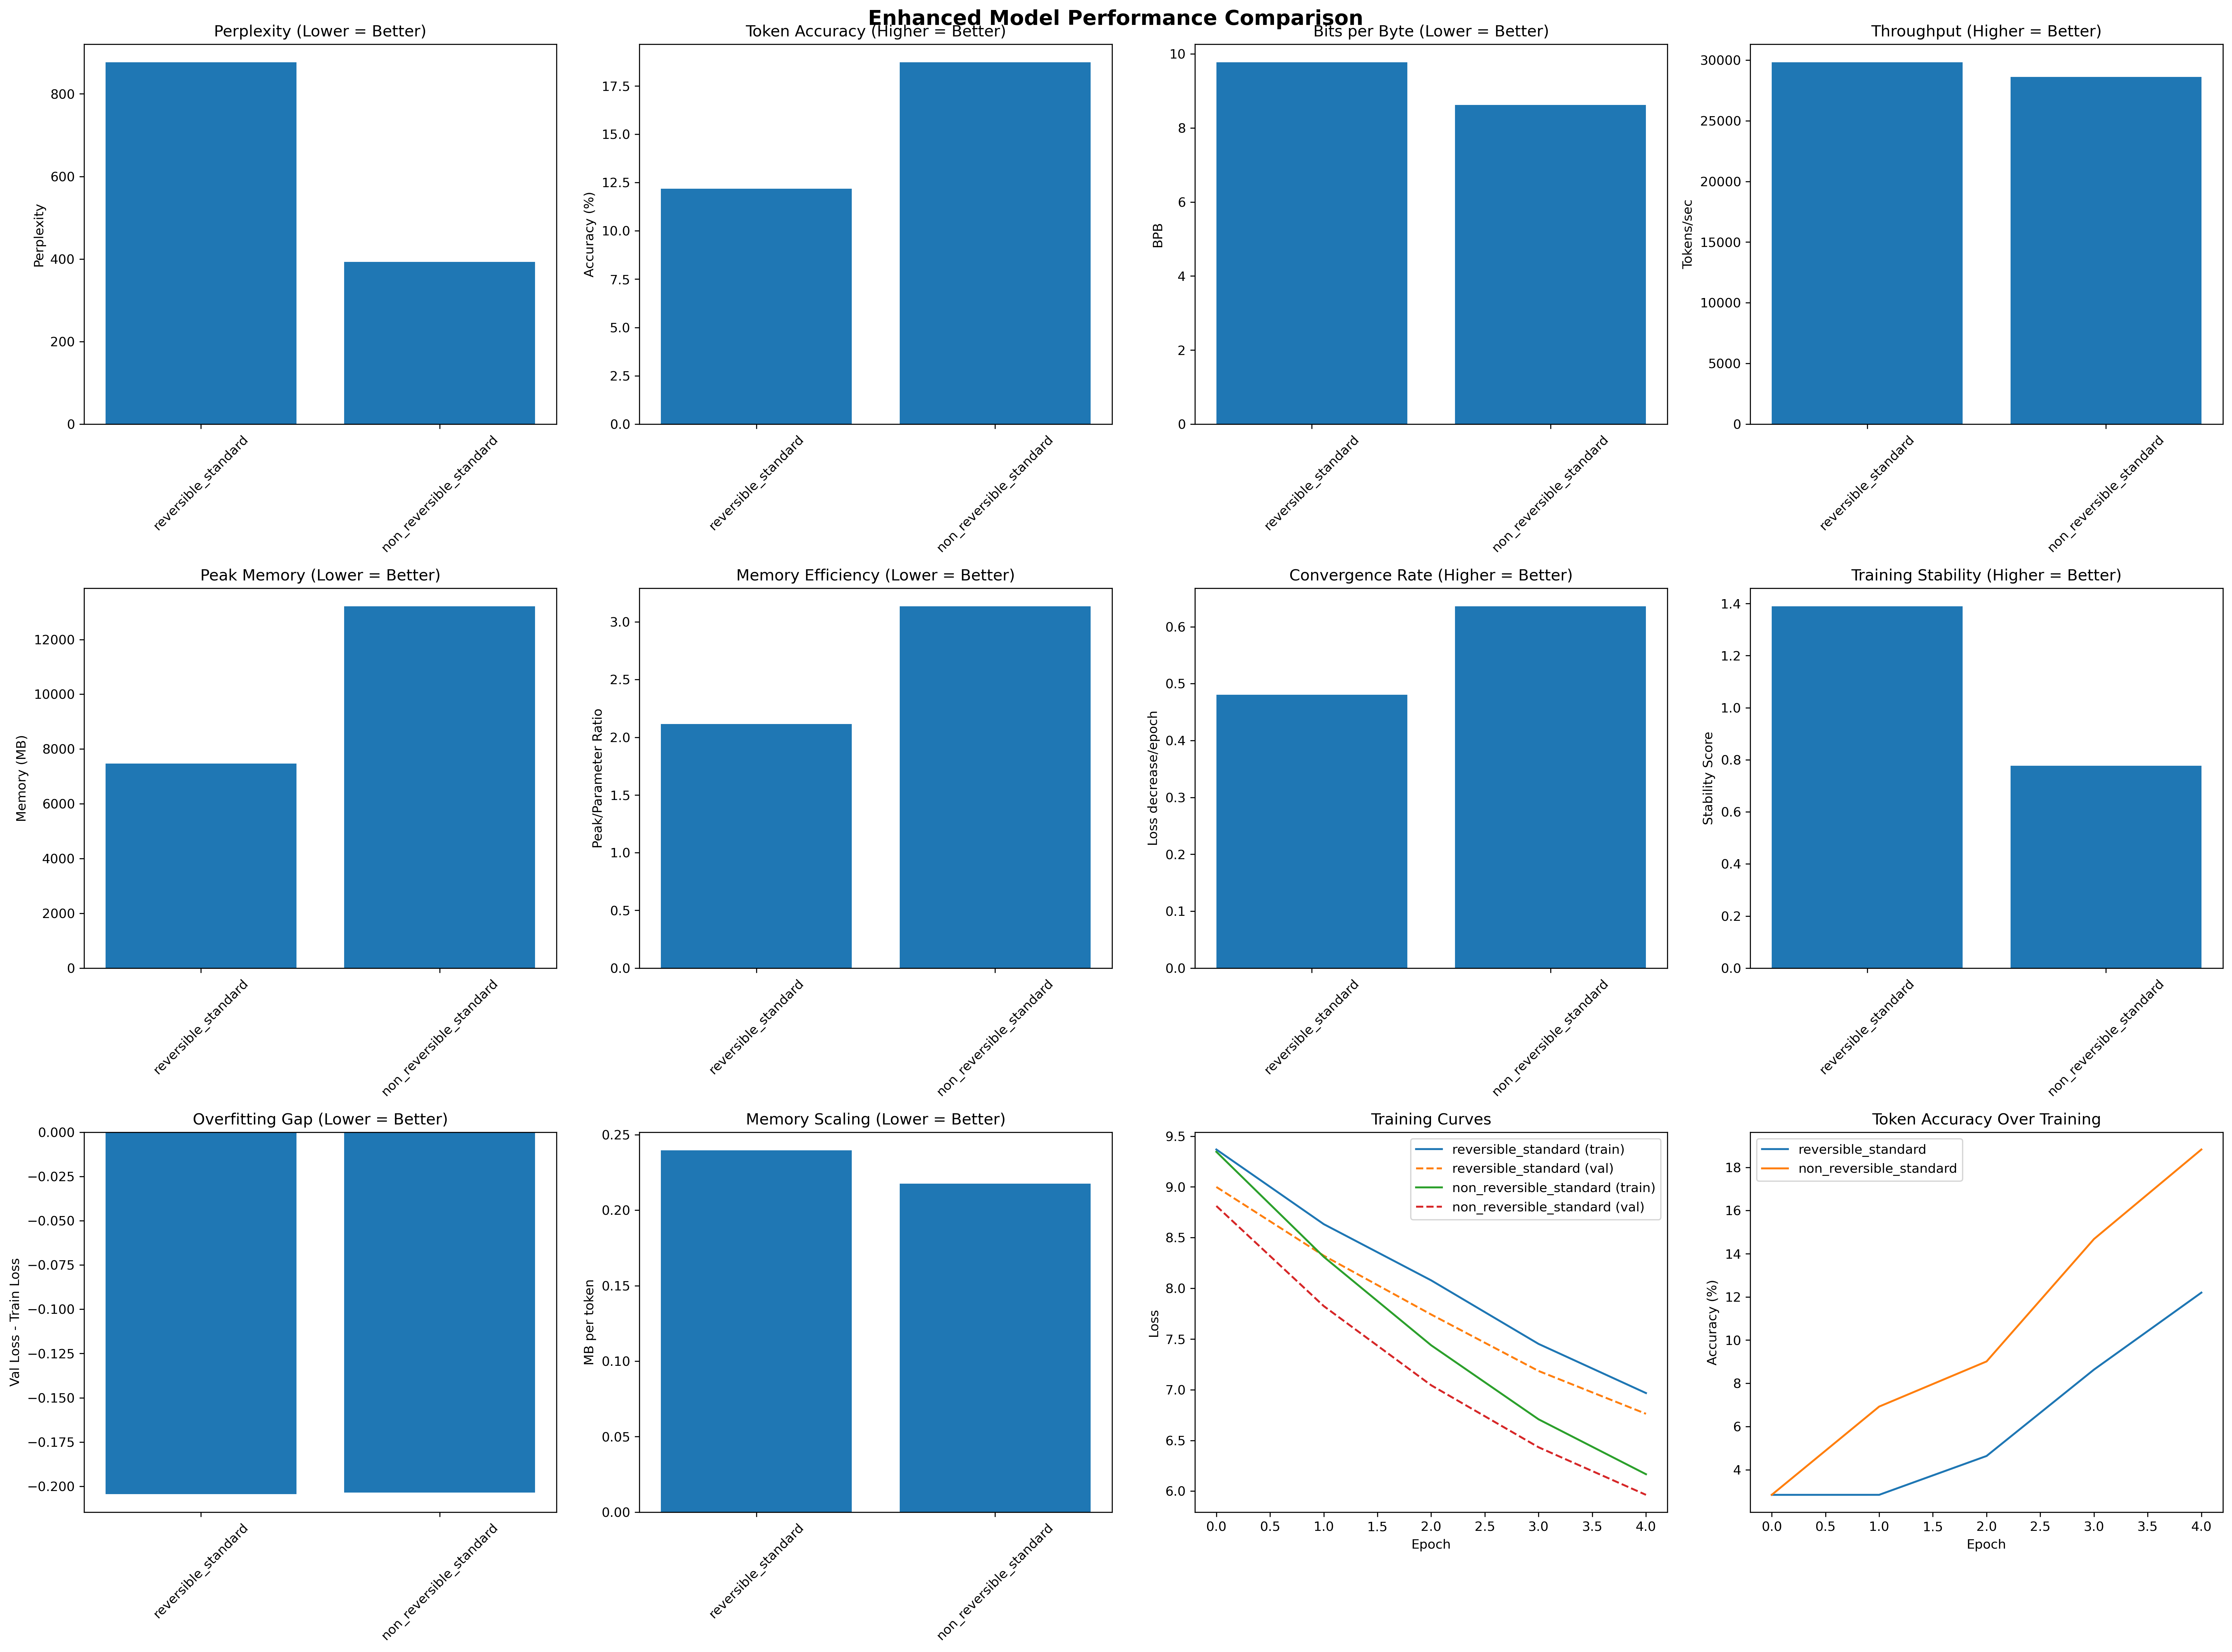 Enhanced Model Performance Comparison
Perplexity (Lower = Better)
Perplexity
800
600
400
200
0
reversible_standard
non_reversible_standard
Token Accuracy (Higher = Better)
Accuracy (%)
17.5
15.0
12.5
10.0
7.5
5.0
2.5
0.0
reversible_standard
non_reversible_standard
Bits per Byte (Lower = Better)
BPB
10
8
6
4
2
0
reversible_standard
non_reversible_standard
Throughput (Higher = Better)
Tokens/sec
30000
25000
20000
15000
10000
5000
0
reversible_standard
non_reversible_standard
Peak Memory (Lower = Better)
Memory (MB)
12000
10000
8000
6000
4000
2000
0
reversible_standard
non_reversible_standard
Memory Efficiency (Lower = Better)
Peak/Parameter Ratio
3.0
2.5
2.0
1.5
1.0
0.5
0.0
reversible_standard
non_reversible_standard
Convergence Rate (Higher = Better)
Loss decrease/epoch
0.6
0.5
0.4
0.3
0.2
0.1
0.0
reversible_standard
non_reversible_standard
Training Stability (Higher = Better)
Stability Score
1.4
1.2
1.0
0.8
0.6
0.4
0.2
0.0
reversible_standard
non_reversible_standard
Overfitting Gap (Lower = Better)
Val Loss - Train Loss
0.000
−0.025
−0.050
−0.075
−0.100
−0.125
−0.150
−0.175
−0.200
reversible_standard
non_reversible_standard
Memory Scaling (Lower = Better)
MB per token
0.25
0.20
0.15
0.10
0.05
0.00
reversible_standard
non_reversible_standard
Training Curves
Loss
9.5
9.0
8.5
8.0
7.5
7.0
6.5
6.0
reversible_standard (train)
reversible_standard (val)
non_reversible_standard (train)
non_reversible_standard (val)
0.0 0.5 1.0 1.5 2.0 2.5 3.0 3.5 4.0
Epoch
Token Accuracy Over Training
Accuracy (%)
18
16
14
12
10
8
6
4
reversible_standard
non_reversible_standard
0.0 0.5 1.0 1.5 2.0 2.5 3.0 3.5 4.0
Epoch